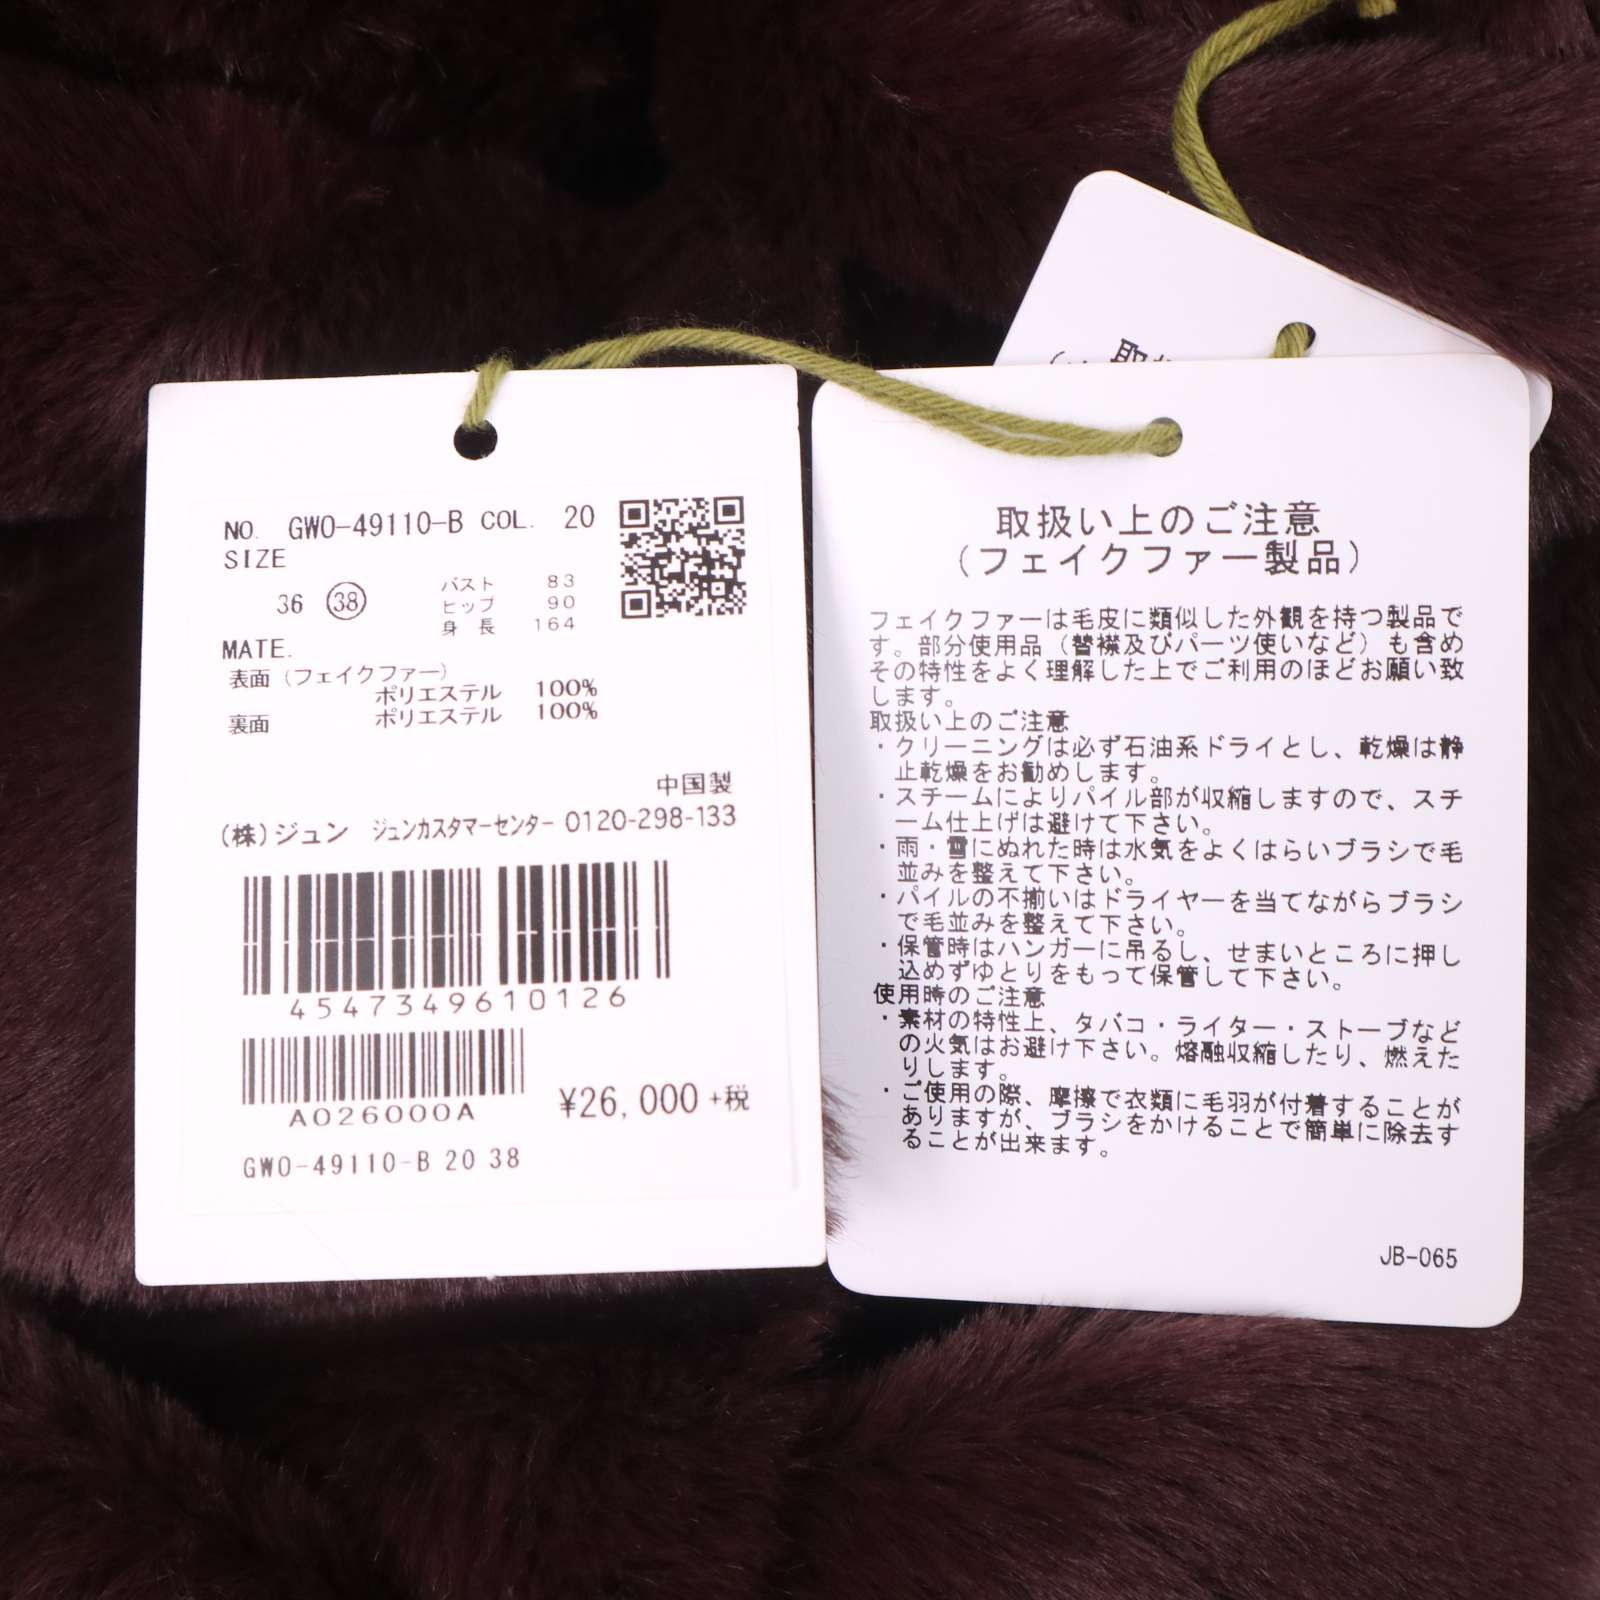 NO. GWO-49110-B COL. 20
SIZE
36 38
バスト 83
ヒップ 90
身長 164
MATE.
表面(フェイクファー)
ポリエステル 100%
裏面 ポリエステル 100%
中国製
(株)ジュン ジュンカスタマーセンター 0120-298-133
4547349610126
A026000A
¥26,000+税
GWO-49110-B 20 38
取扱い上のご注意
(フェイクファー製品)
フェイクファーは毛皮に類似した外観を持つ製品で
す。部分使用品(替襟及びパーツ使いなど)も含め
その特性をよく理解した上でご利用のほどお願い致
します。
取扱い上のご注意
・クリーニングは必ず石油系ドライとし、乾燥は静
止乾燥をお勧めします。
・スチームによりパイル部が収縮しますので、スチ
ーム仕上げは避けて下さい。
・雨・雪にぬれた時は水気をよくはらいブラシで毛
並みを整えて下さい。
・パイルの不揃いはドライヤーを当てながらブラシ
で毛並みを整えて下さい。
・保管時はハンガーに吊るし、せまいところに押し
込めずゆとりをもって保管して下さい。
使用時のご注意
・素材の特性上、タバコ・ライター・ストーブなど
の火気はお避け下さい。熔融収縮したり、燃えた
りします。
・ご使用の際、摩擦で衣類に毛羽が付着することが
ありますが、ブラシをかけることで簡単に除去す
ることが出来ます。
JB-065